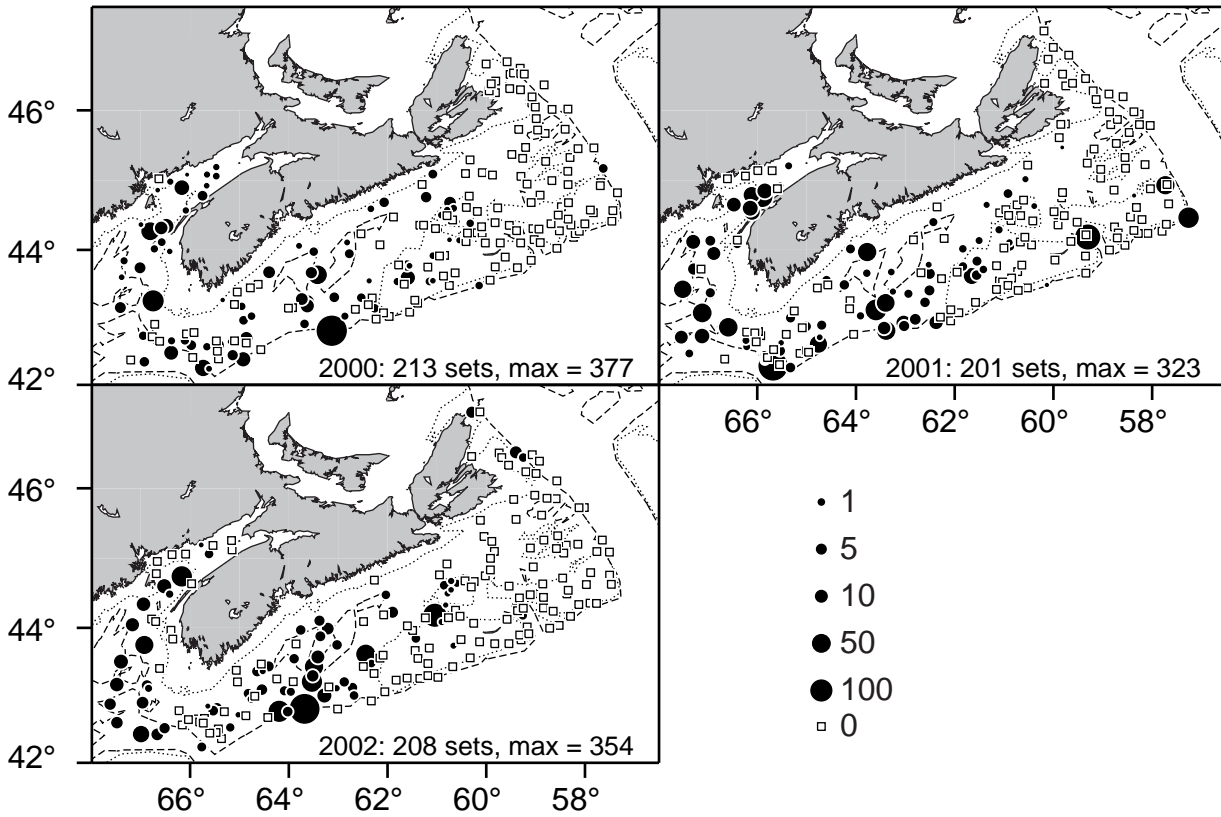 46°
44°
42°
2000: 213 sets, max = 377
2001: 201 sets, max = 323
66° 64° 62° 60° 58°
46°
44°
42°
2002: 208 sets, max = 354
66° 64° 62° 60° 58°
1
5
10
50
100
0